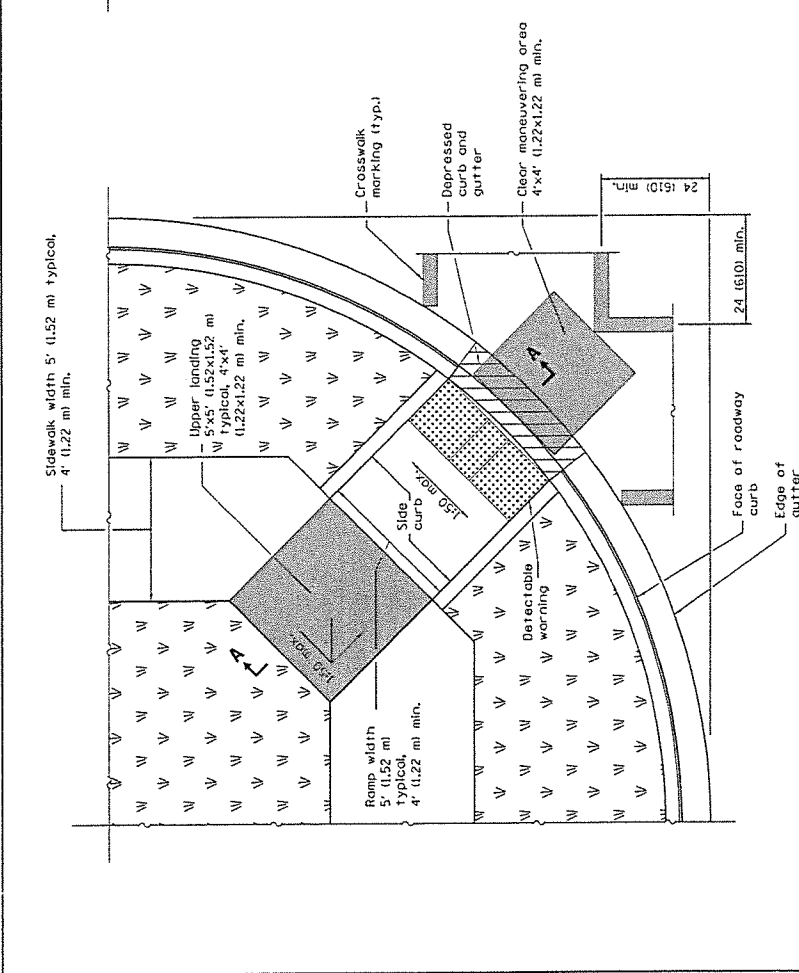 Sidewalk width 5' (1.52 m) typical,
4' (1.22 m) min.
Upper landing
5'x5' (1.52x1.52 m)
typical, 4'x4'
(1.22x1.22 m) min.
Crosswalk
marking (typ.)
Depressed
curb and
gutter
Clear maneuvering area
4'x4' (1.22x1.22 m) min.
A
1:50 max.
Side
curb
A
1:50 max.
24 (610) min.
24 (610) min.
Detectable
warning
Ramp width
5' (1.52 m)
typical,
4' (1.22 m) min.
Face of roadway
curb
Edge of
gutter